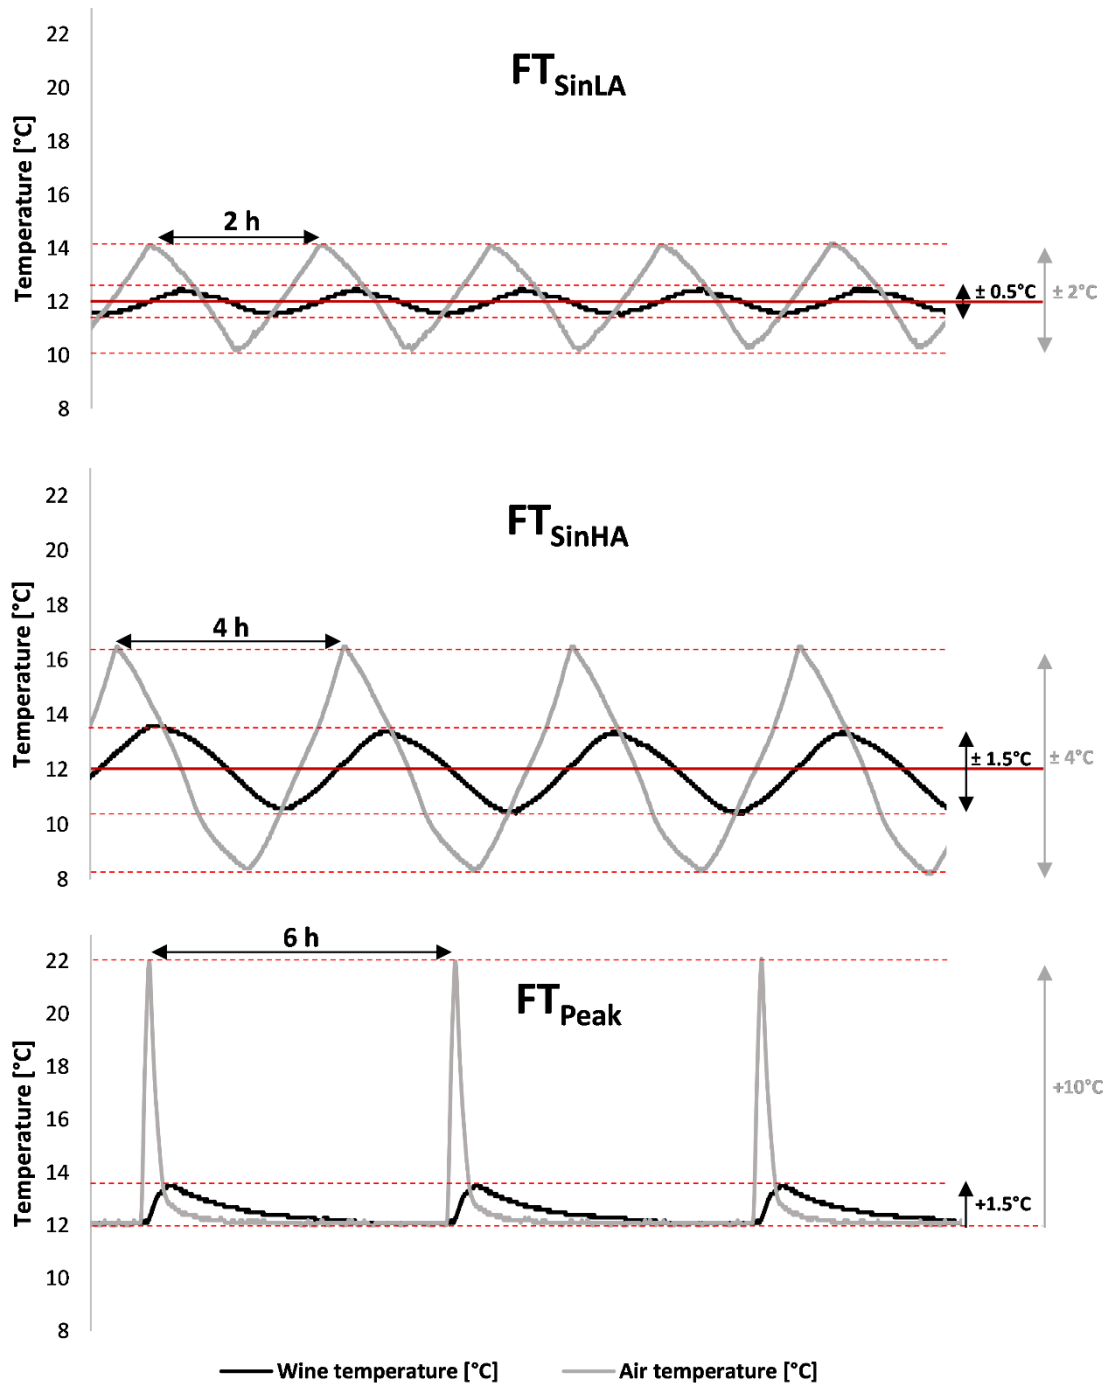 FTSinLA
Temperature [°C]
22
20
18
16
14
12
10
8
2 h
± 0.5°C
± 2°C
FTSinHA
Temperature [°C]
22
20
18
16
14
12
10
8
4 h
± 1.5°C
± 4°C
FTPeak
Temperature [°C]
22
20
18
16
14
12
10
8
6 h
+10°C
+1.5°C
Wine temperature [°C] Air temperature [°C]